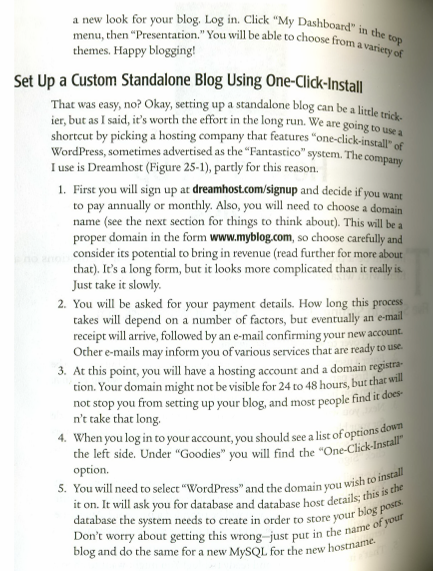 a new look for your blog. Log in. Click “My Dashboard” in the top
menu, then “Presentation.” You will be able to choose from a variety of
themes. Happy blogging!
Set Up a Custom Standalone Blog Using One-Click-Install
That was easy, no? Okay, setting up a standalone blog can be a little trick-
ier, but as I said, it’s worth the effort in the long run. We are going to use a
shortcut by picking a hosting company that features “one-click-install” of
WordPress, sometimes advertised as the “Fantastico” system. The company
I use is Dreamhost (Figure 25-1), partly for this reason.
1. First you will sign up at dreamhost.com/signup and decide if you want
to pay annually or monthly. Also, you will need to choose a domain
name (see the next section for things to think about). This will be a
proper domain in the form www.myblog.com, so choose carefully and
consider its potential to bring in revenue (read further for more about
that). It’s a long form, but it looks more complicated than it really is.
Just take it slowly.
2. You will be asked for your payment details. How long this process
takes will depend on a number of factors, but eventually an e-mail
receipt will arrive, followed by an e-mail confirming your new account.
Other e-mails may inform you of various services that are ready to use.
3. At this point, you will have a hosting account and a domain registra-
tion. Your domain might not be visible for 24 to 48 hours, but that will
not stop you from setting up your blog, and most people find it does-
n’t take that long.
4. When you log in to your account, you should see a list of options down
the left side. Under “Goodies” you will find the “One-Click-Install”
option.
5. You will need to select “WordPress” and the domain you wish to install
it on. It will ask you for database and database host details; this is the
database the system needs to create in order to store your blog posts.
Don’t worry about getting this wrong—just put in the name of your
blog and do the same for a new MySQL for the new hostname.